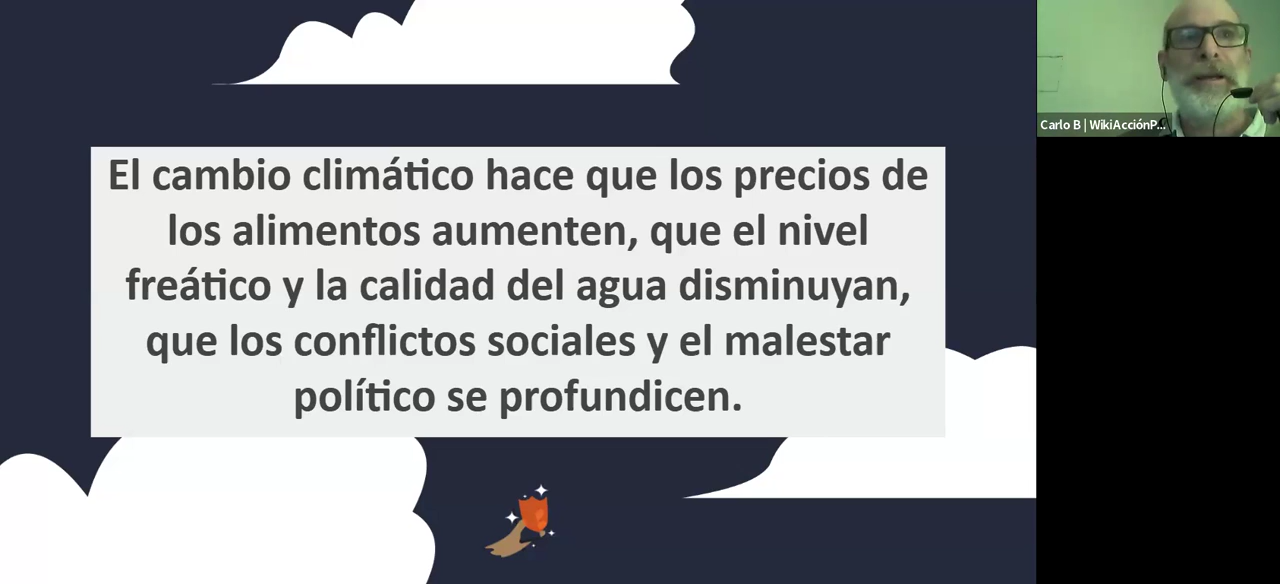 El cambio climático hace que los precios de
los alimentos aumenten, que el nivel
freático y la calidad del agua disminuyan,
que los conflictos sociales y el malestar
político se profundicen.
Carlo B | WikiAcciónP...